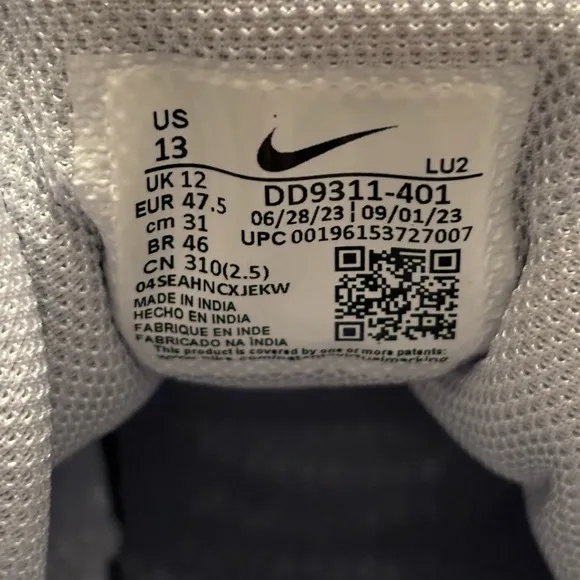 US
13
LU2
UK 12
DD9311-401
EUR 47.5
06/28/23 | 09/01/23
cm 31
UPC 00196153727007
BR 46
CN 310(2.5)
04SEAHNCXJEKW
MADE IN INDIA
HECHO EN INDIA
FABRIQUE EN INDE
FABRICADO NA INDIA
This product is covered by one or more patents: